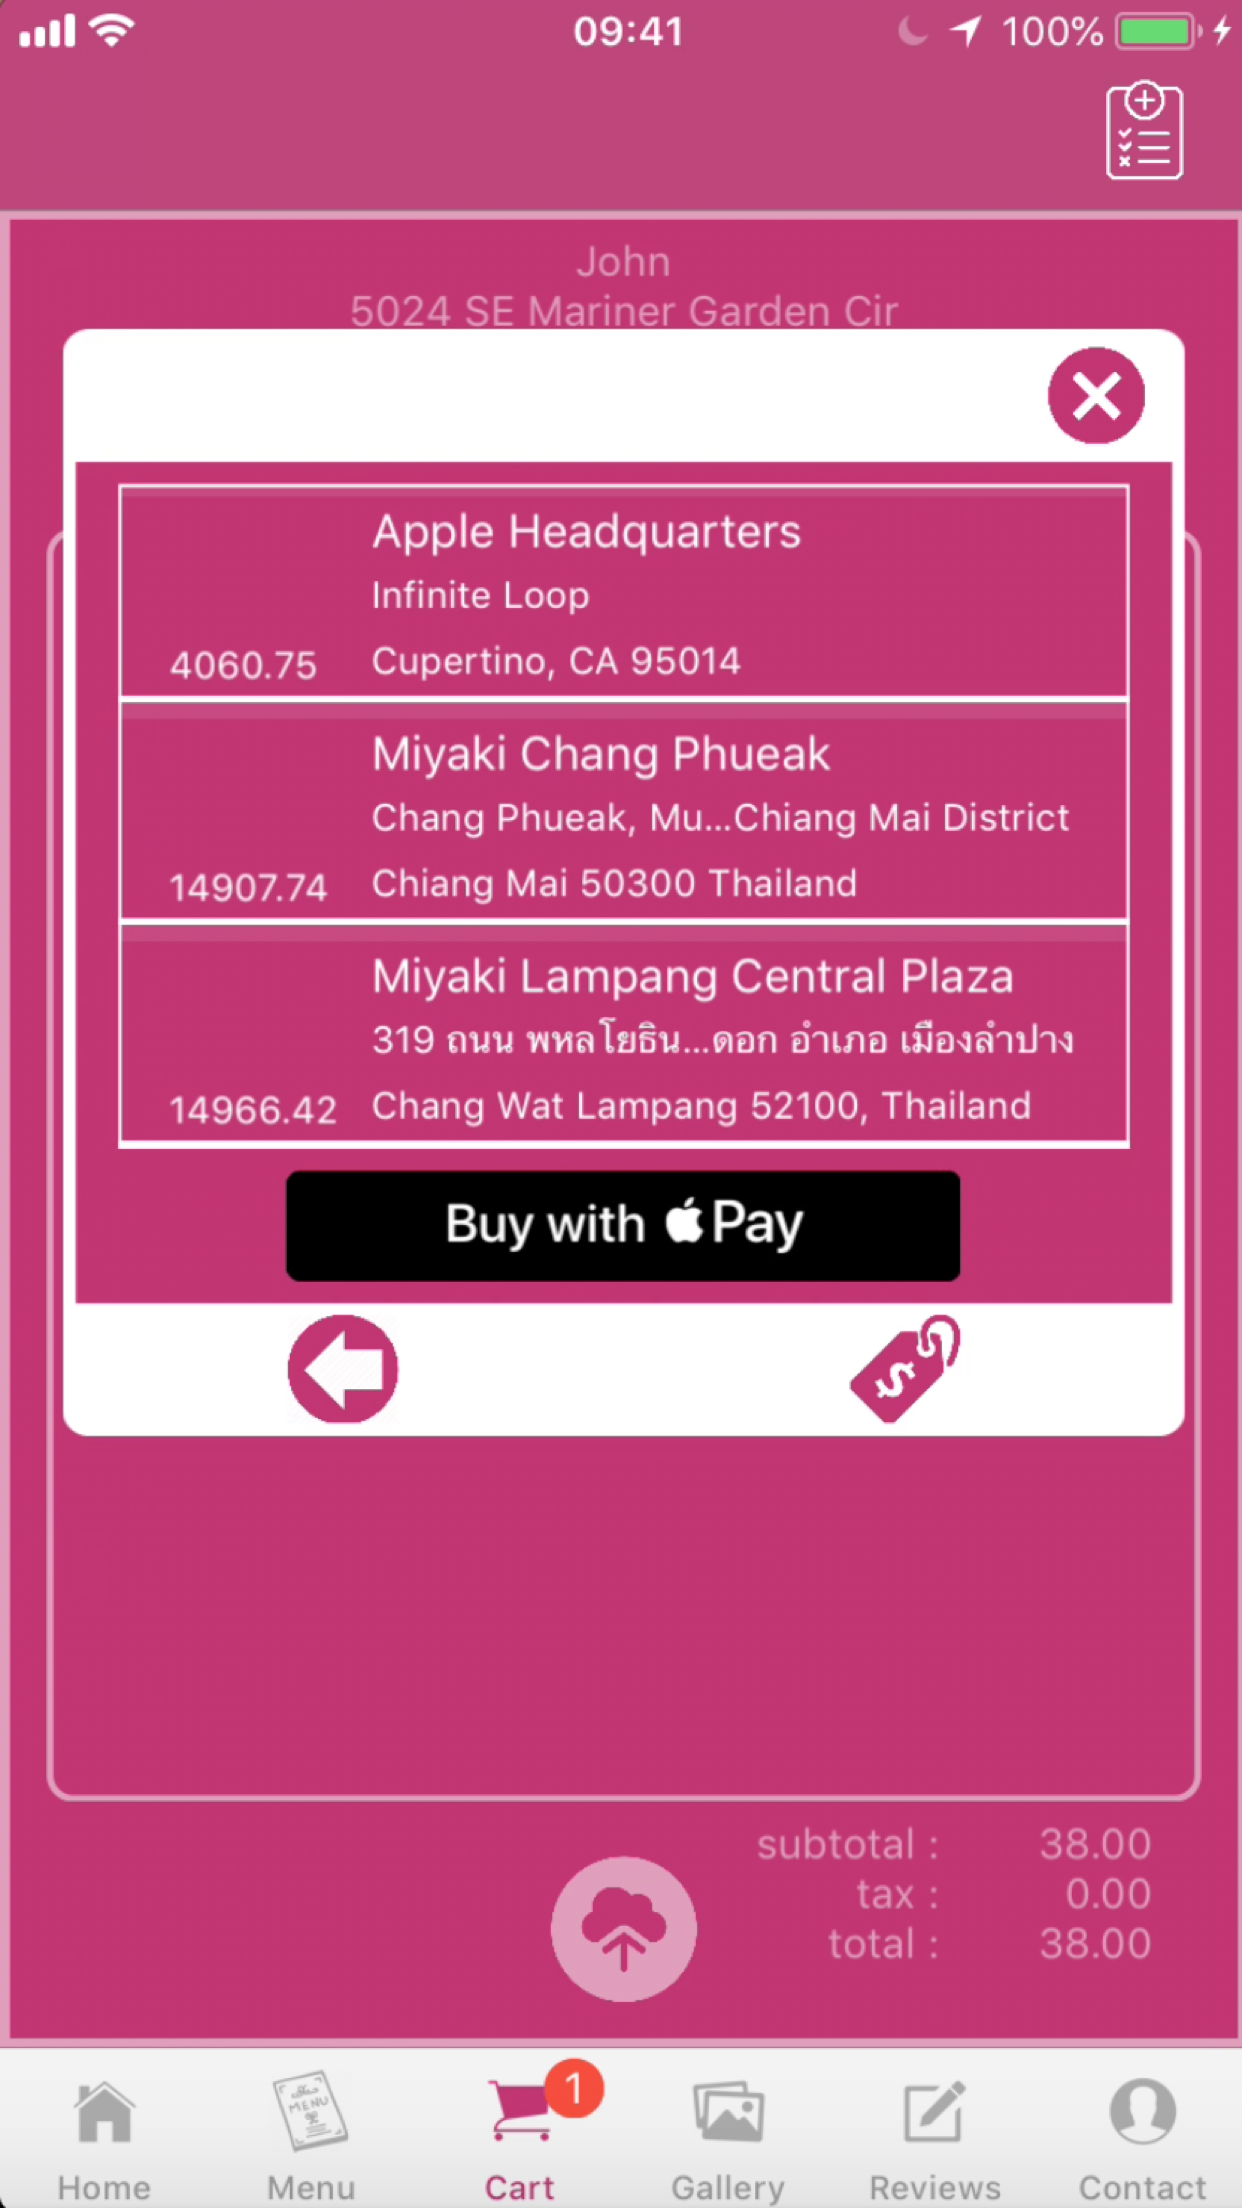 09:41
100%
John
5024 SE Mariner Garden Cir
Apple Headquarters
Infinite Loop
4060.75 Cupertino, CA 95014
Miyaki Chang Phueak
Chang Phueak, Mu...Chiang Mai District
14907.74 Chiang Mai 50300 Thailand
Miyaki Lampang Central Plaza
319 ถนน พหลโยธิน...ดอก อำเภอ เมืองลำปาง
14966.42 Chang Wat Lampang 52100, Thailand
Buy with Pay
$
subtotal : 38.00
tax : 0.00
total : 38.00
MENU
1
Home Menu Cart Gallery Reviews Contact